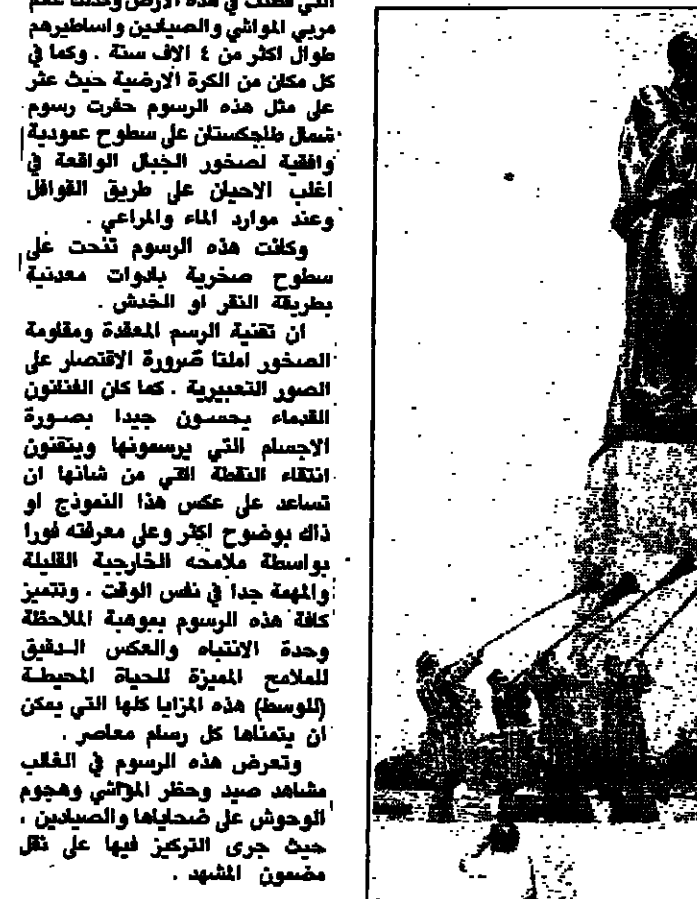 التي قطنت في هذه الأرض وحدثنا عنهم
مربي المواشي والصيادين واساطيرهم
طوال اكثر من ٤ الاف سنة . وكما في
كل مكان من الكرة الارضية حيث عثر
على مثل هذه الرسوم حفرت رسوم
شمال طاجكستان على سطوح عمودية
وافقية لصخور الجبال الواقعة في
اغلب الاحيان على طريق القوافل
وعند موارد الماء والمراعي .
وكانت هذه الرسوم تنحت على
سطوح صخرية بادوات معدنية
بطريقة النقر او الخدش .
ان تقنية الرسم المعقدة ومقاومة
الصخور املتا ضرورة الاقتصار على
الصور التعبيرية . كما كان الفنانون
القدماء يحسون جيدا بصورة
الاجسام التي يرسمونها ويتقنون
انتقاء النقطة التي من شانها ان
تساعد على عكس هذا النموذج او
ذاك بوضوح اكثر وعلى معرفته فورا
بواسطة ملامحه الخارجية القليلة
والمهمة جدا في نفس الوقت . وتتميز
كافة هذه الرسوم بموهبة الملاحظة
وحدة الانتباه والعكس الدقيق
للملامح المميزة للحياة المحيطة
(للوسط) هذه المزايا كلها التي يمكن
ان يتمناها كل رسام معاصر .
وتعرض هذه الرسوم في الغالب
مشاهد صيد وحظر المواشي وهجوم
الوحوش على ضحاياها والصيادين ،
حيث جرى التركيز فيها على نقل
مضمون المشهد .